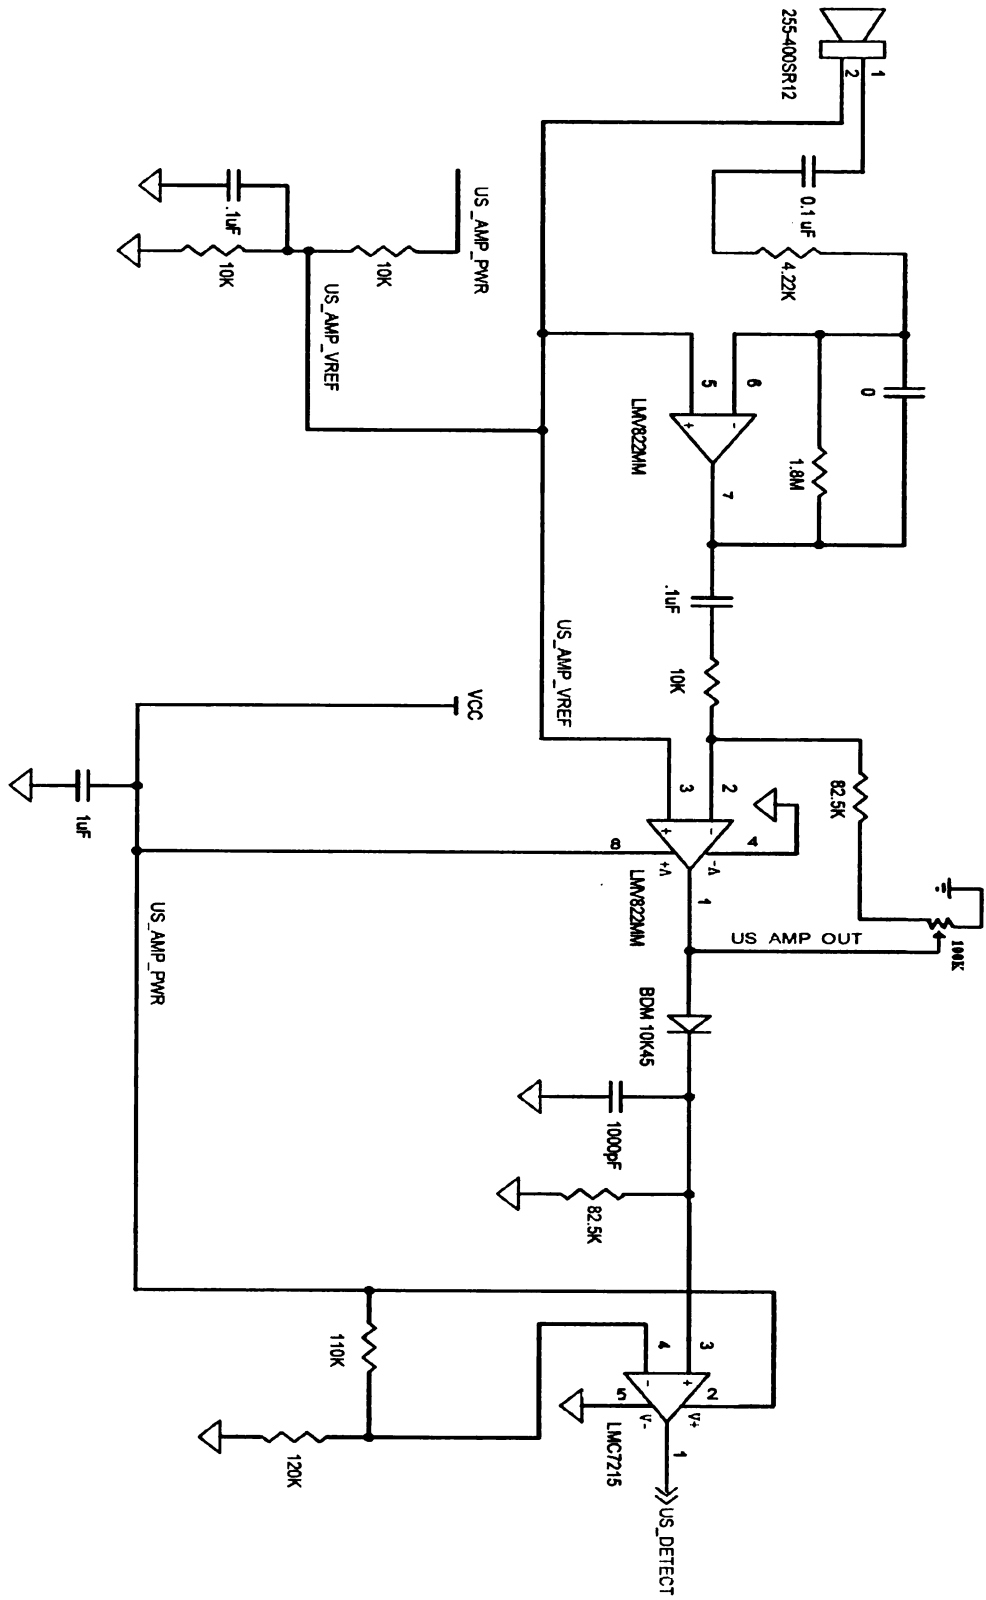 255-400SR12
1
2
0.1 uF
4.22K
0
1.8M
6
5
LMV822MM
7
.1uF
10K
US_AMP_PWR
10K
.1uF
10K
US_AMP_VREF
US_AMP_VREF
82.5K
100K
2
3
4
V-
V+
8
LMV822MM
1
US AMP OUT
VCC
1uF
US_AMP_PWR
BDM 10K45
1000pF
82.5K
110K
120K
3
4
+
-
2
V+
5
V-
LMC7215
1
US_DETECT